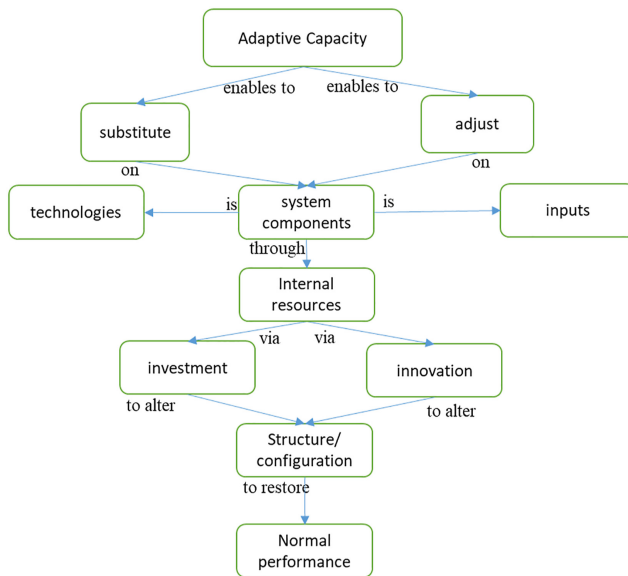 Adaptive Capacity
enables to
enables to
substitute
adjust
on
on
technologies
is
system
components
is
inputs
through
Internal
resources
via
via
investment
innovation
to alter
to alter
Structure/
configuration
to restore
Normal
performance